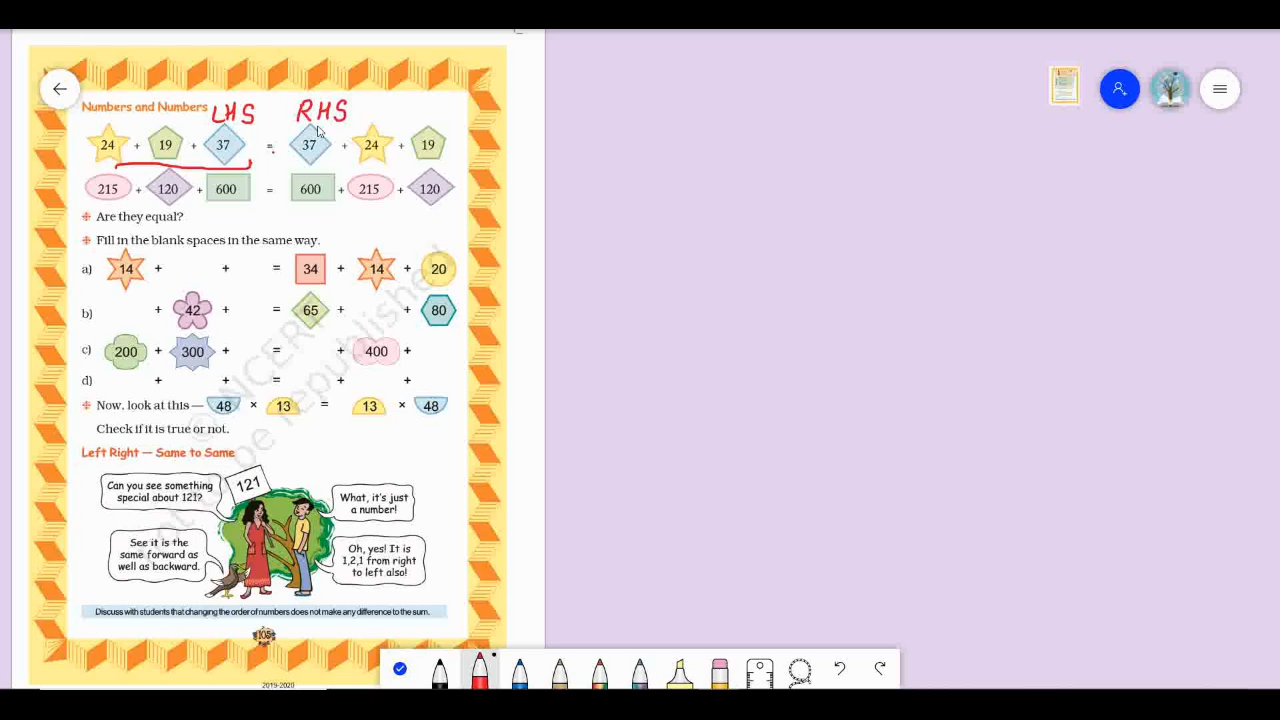 Numbers and Numbers LHS RHS
24 + 19 + 37 = 37 + 24 + 19
215 + 120 + 600 = 600 + 215 + 120
Are they equal?
Fill in the blank spaces in the same way.
a) 14 + + = 34 + 14 + 20
b) + 42 + = 65 + + 80
c) 200 + 300 + = + 400 +
d) + + = + +
Now, look at this — 48 × 13 = 13 × 48
Check if it is true or not.
Left Right — Same to Same
Can you see something
special about 121?
121
What, it's just
a number!
See it is the
same forward as
well as backward.
Oh, yes! It is
1,2,1 from right
to left also!
Discuss with students that changing the order of numbers does not make any difference to the sum.
105
2019-2020